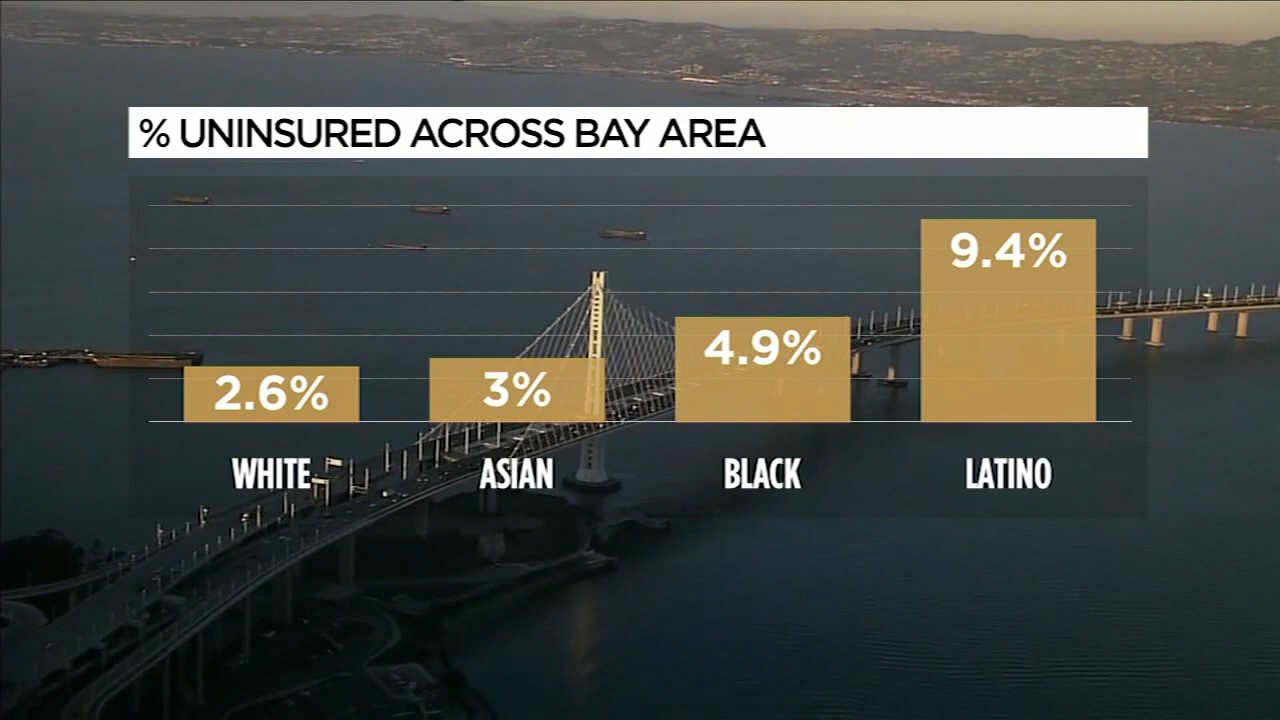 % UNINSURED ACROSS BAY AREA
9.4%
4.9%
3%
2.6%
WHITE
ASIAN
BLACK
LATINO